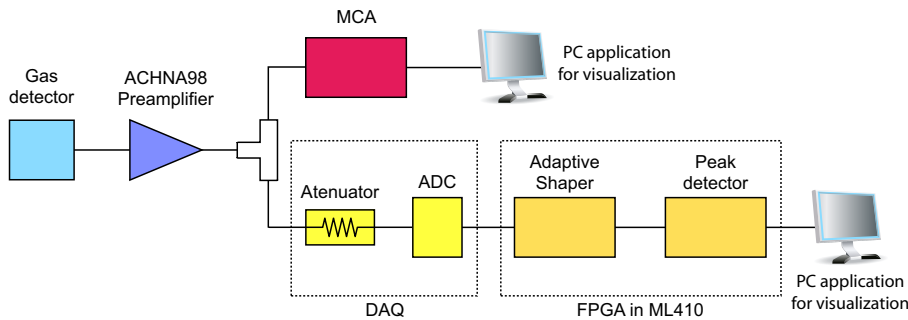 MCA
PC application
for visualization
Gas
detector
ACHNA98
Preamplifier
Atenuator
ADC
Adaptive
Shaper
Peak
detector
DAQ
FPGA in ML410
PC application
for visualization